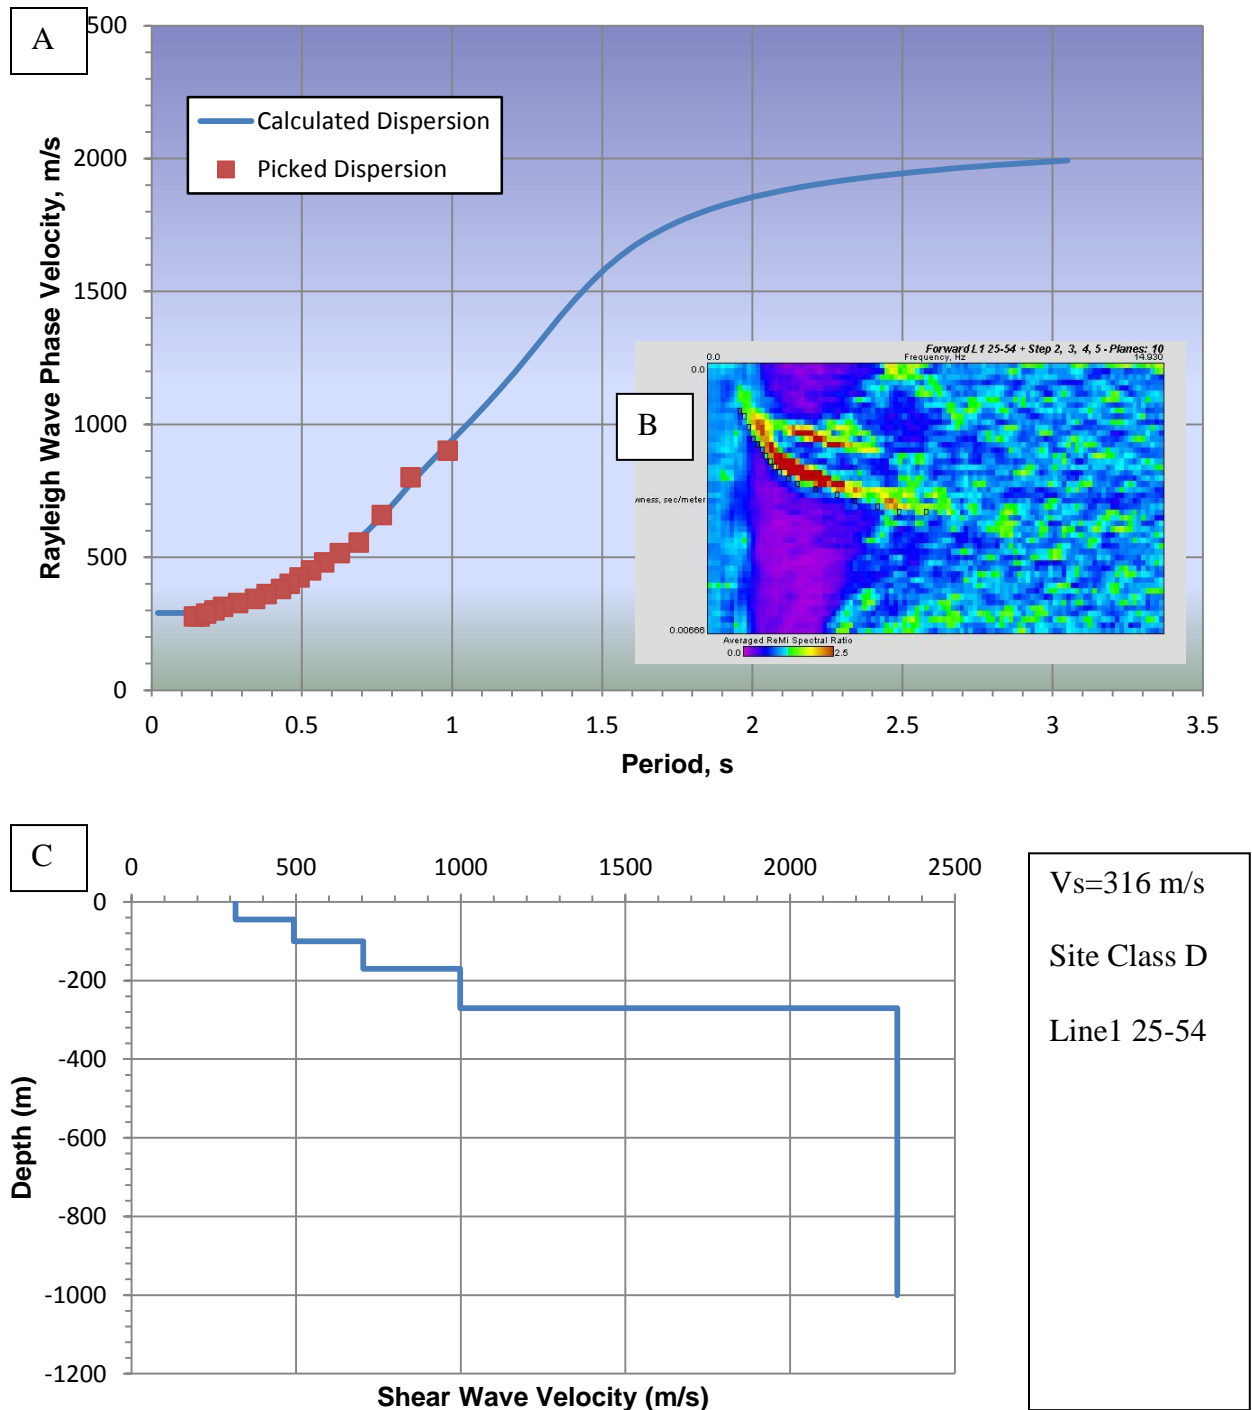 A
500
2000
1500
1000
500
0
Rayleigh Wave Phase Velocity, m/s
Calculated Dispersion
Picked Dispersion
0 0.5 1 1.5 2 2.5 3 3.5
Period, s
B
Forward L1 25-54 + Step 2, 3, 4, 5 - Planes: 10
0.0 Frequency, Hz 14.930
0.0
wness, sec/meter
0.00666
Averaged ReMi Spectral Ratio
0.0 2.5
C
0 500 1000 1500 2000 2500
0
-200
-400
-600
-800
-1000
-1200
Depth (m)
Shear Wave Velocity (m/s)
Vs=316 m/s
Site Class D
Line1 25-54